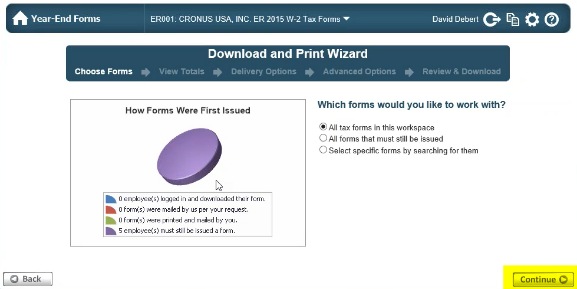 Year-End Forms
ER001: CRONUS USA, INC. ER 2015 W-2 Tax Forms
David Debert
Download and Print Wizard
Choose Forms View Totals Delivery Options Advanced Options Review & Download
How Forms Were First Issued
0 employee(s) logged in and downloaded their form.
0 form(s) were mailed by us per your request.
0 form(s) were printed and mailed by you.
5 employee(s) must still be issued a form.
Which forms would you like to work with?
All tax forms in this workspace
All forms that must still be issued
Select specific forms by searching for them
Back
Continue